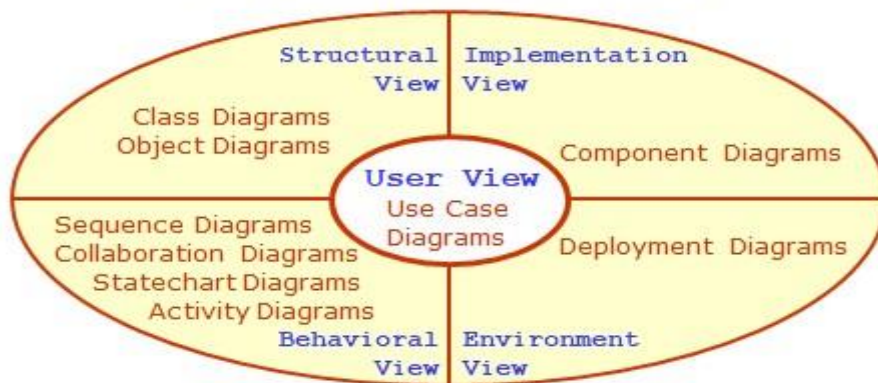 Structural
View
Class Diagrams
Object Diagrams
Implementation
View
Component Diagrams
User View
Use Case
Diagrams
Sequence Diagrams
Collaboration Diagrams
Statechart Diagrams
Activity Diagrams
Behavioral
View
Deployment Diagrams
Environment
View